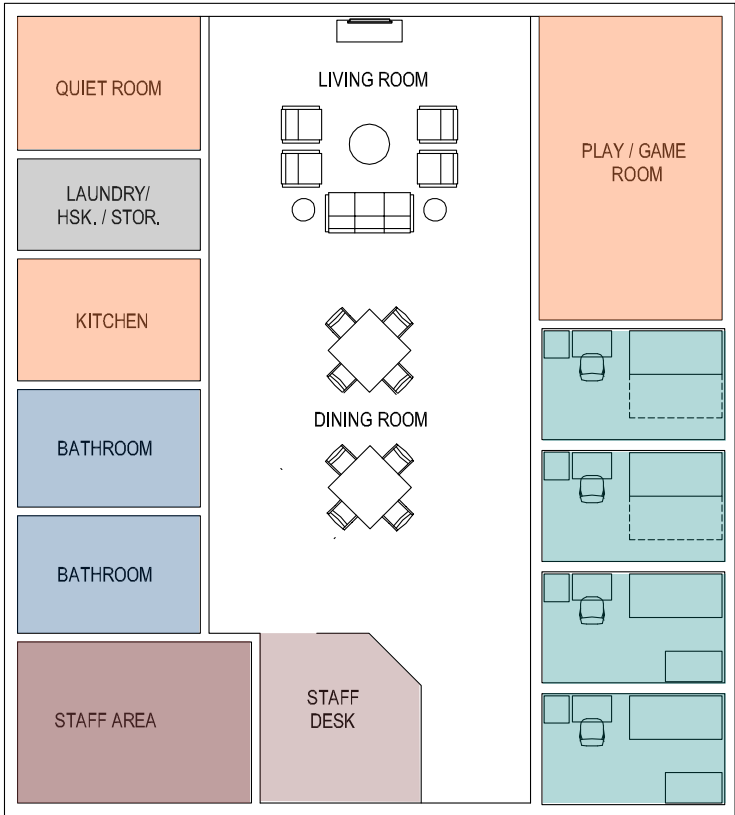 QUIET ROOM
LIVING ROOM
PLAY / GAME
ROOM
LAUNDRY/
HSK. / STOR.
KITCHEN
DINING ROOM
BATHROOM
BATHROOM
STAFF AREA
STAFF
DESK